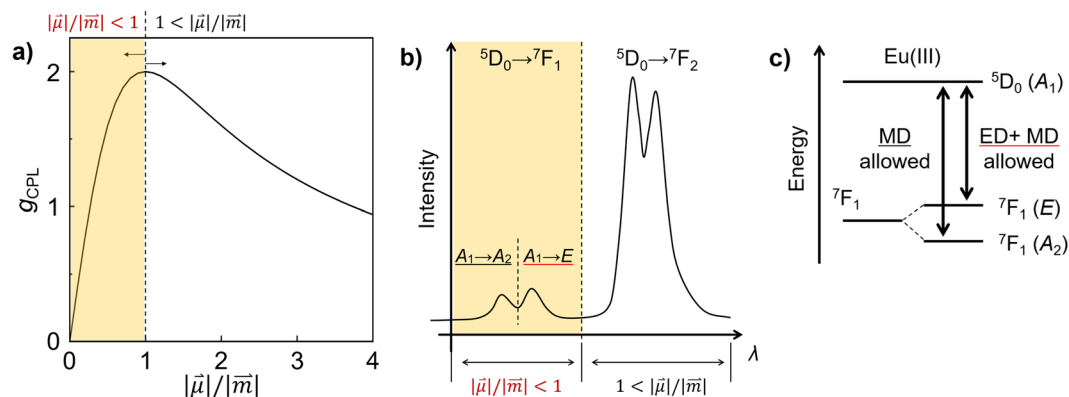 |μ⃗|/|m⃗| < 1
1 < |μ⃗|/|m⃗|
a)
g_CPL
2
1
0
0
1
2
3
4
|μ⃗|/|m⃗|
b)
⁵D₀→⁷F₁
⁵D₀→⁷F₂
Intensity
A₁→A₂
A₁→E
λ
|μ⃗|/|m⃗| < 1
1 < |μ⃗|/|m⃗|
c)
Eu(III)
Energy
⁵D₀ (A₁)
MD
allowed
ED+ MD
allowed
⁷F₁
⁷F₁ (E)
⁷F₁ (A₂)